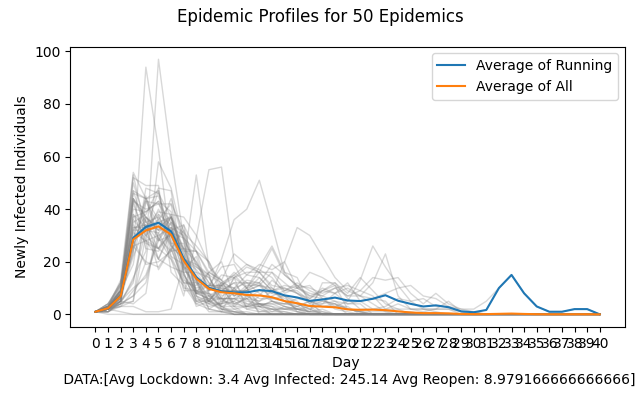 Epidemic Profiles for 50 Epidemics
100
80
60
40
20
0
Newly Infected Individuals
Average of Running
Average of All
0 1 2 3 4 5 6 7 8 9 10 11 12 13 14 15 16 17 18 19 20 21 22 23 24 25 26 27 28 29 30 31 32 33 34 35 36 37 38 39 40
Day
DATA:[Avg Lockdown: 3.4 Avg Infected: 245.14 Avg Reopen: 8.979166666666666]